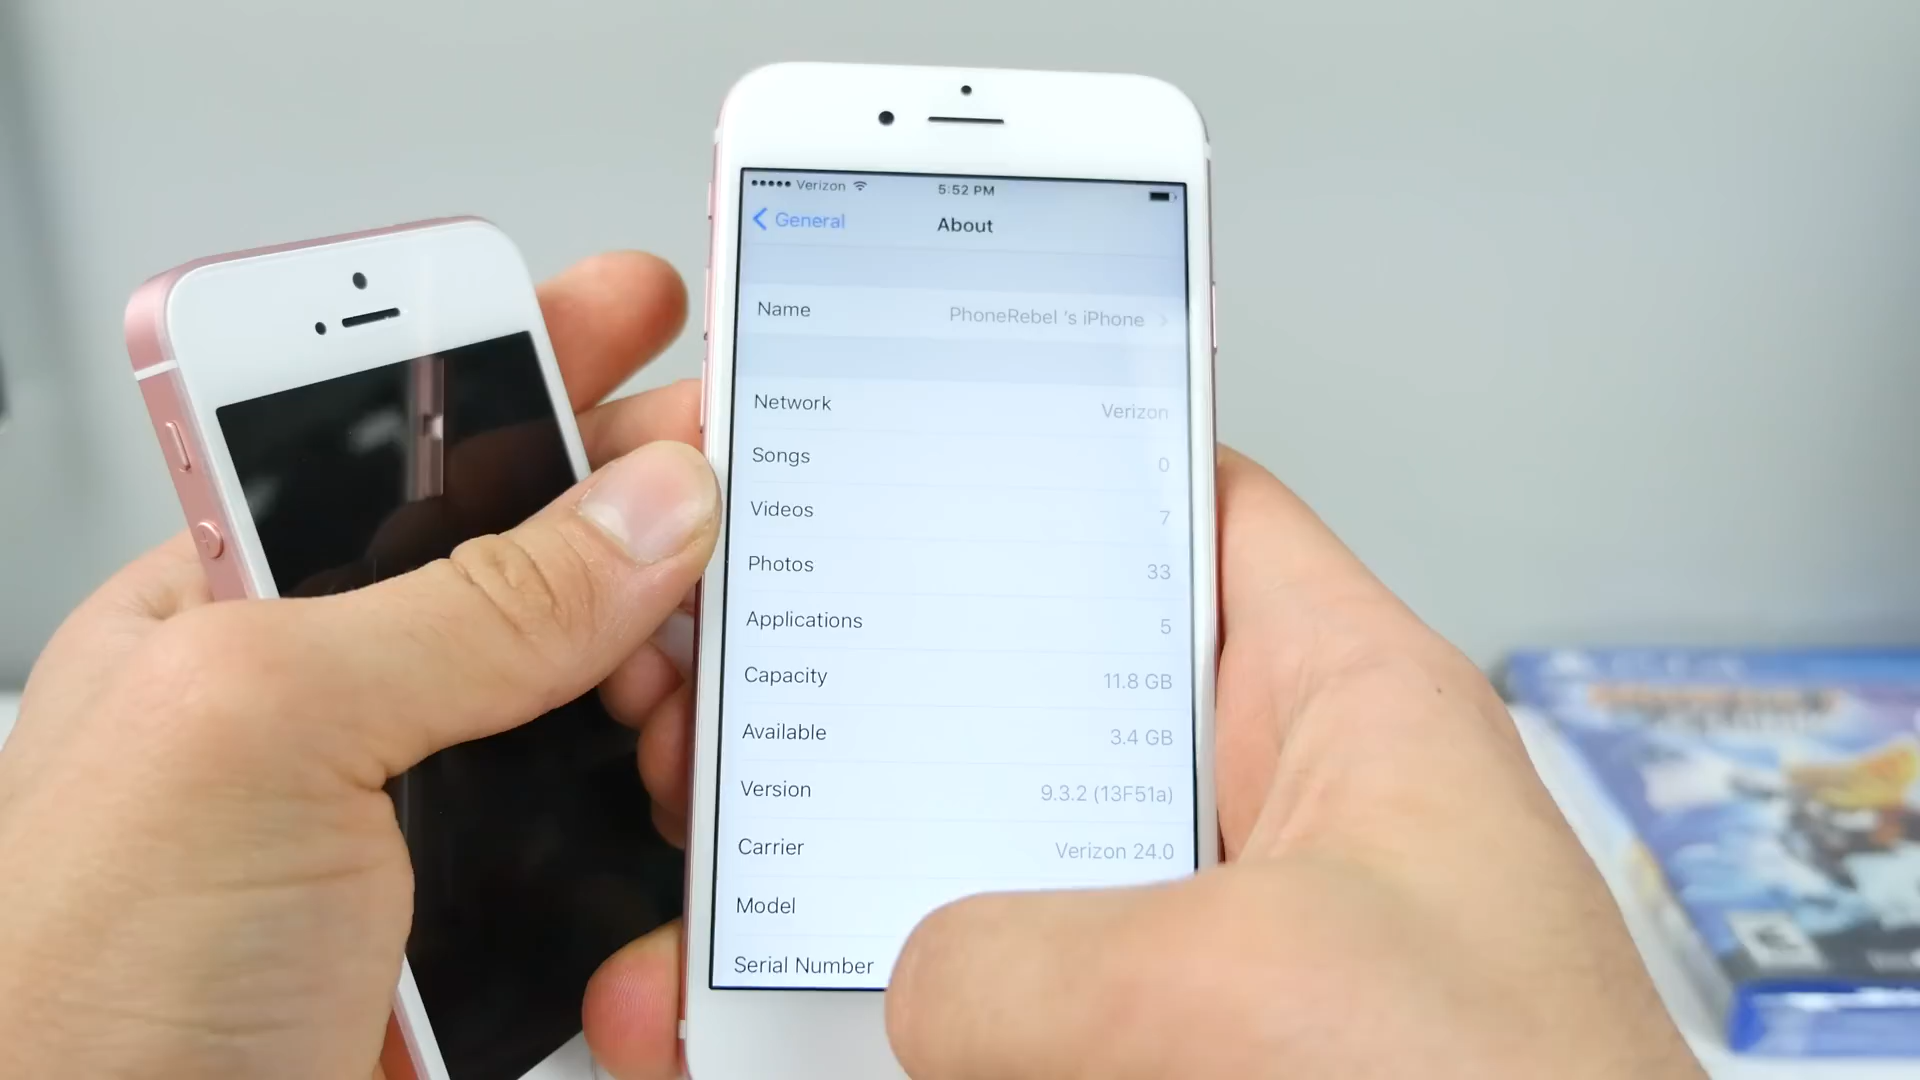 Verizon 5:52 PM
General About
Name PhoneRebel 's iPhone
Network Verizon
Songs 0
Videos 7
Photos 33
Applications 5
Capacity 11.8 GB
Available 3.4 GB
Version 9.3.2 (13F51a)
Carrier Verizon 24.0
Model
Serial Number